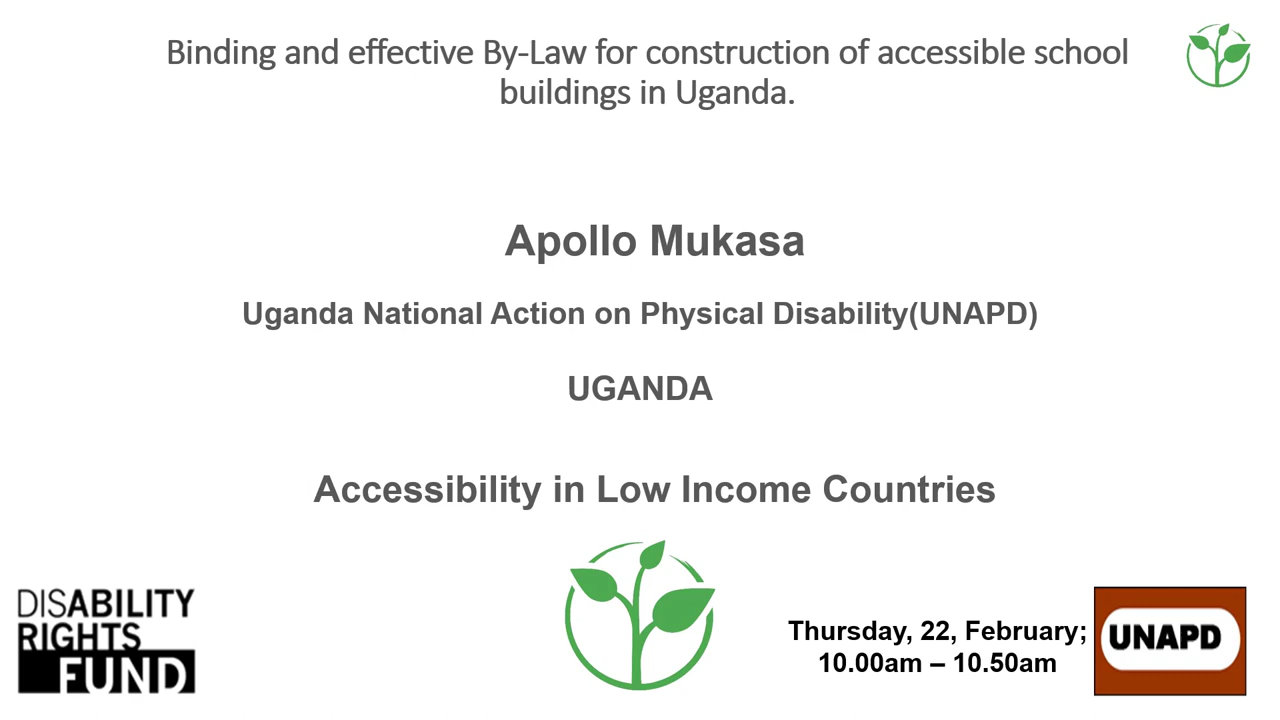 Binding and effective By-Law for construction of accessible school
buildings in Uganda.
Apollo Mukasa
Uganda National Action on Physical Disability(UNAPD)
UGANDA
Accessibility in Low Income Countries
DISABILITY
RIGHTS
FUND
Thursday, 22, February;
10.00am – 10.50am
UNAPD